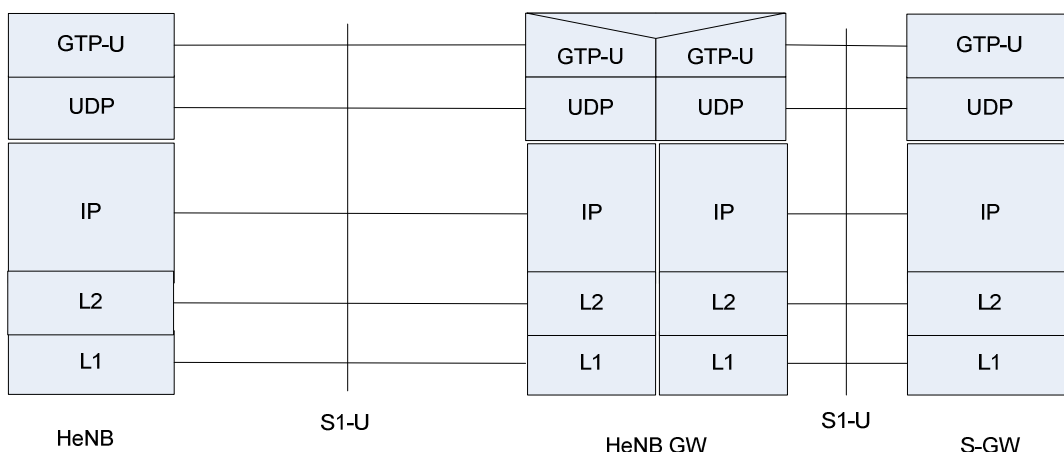 GTP-U GTP-U GTP-U GTP-U
UDP UDP UDP UDP
IP IP IP IP
L2 L2 L2 L2
L1 L1 L1 L1
S1-U S1-U
HeNB HeNB GW S-GW